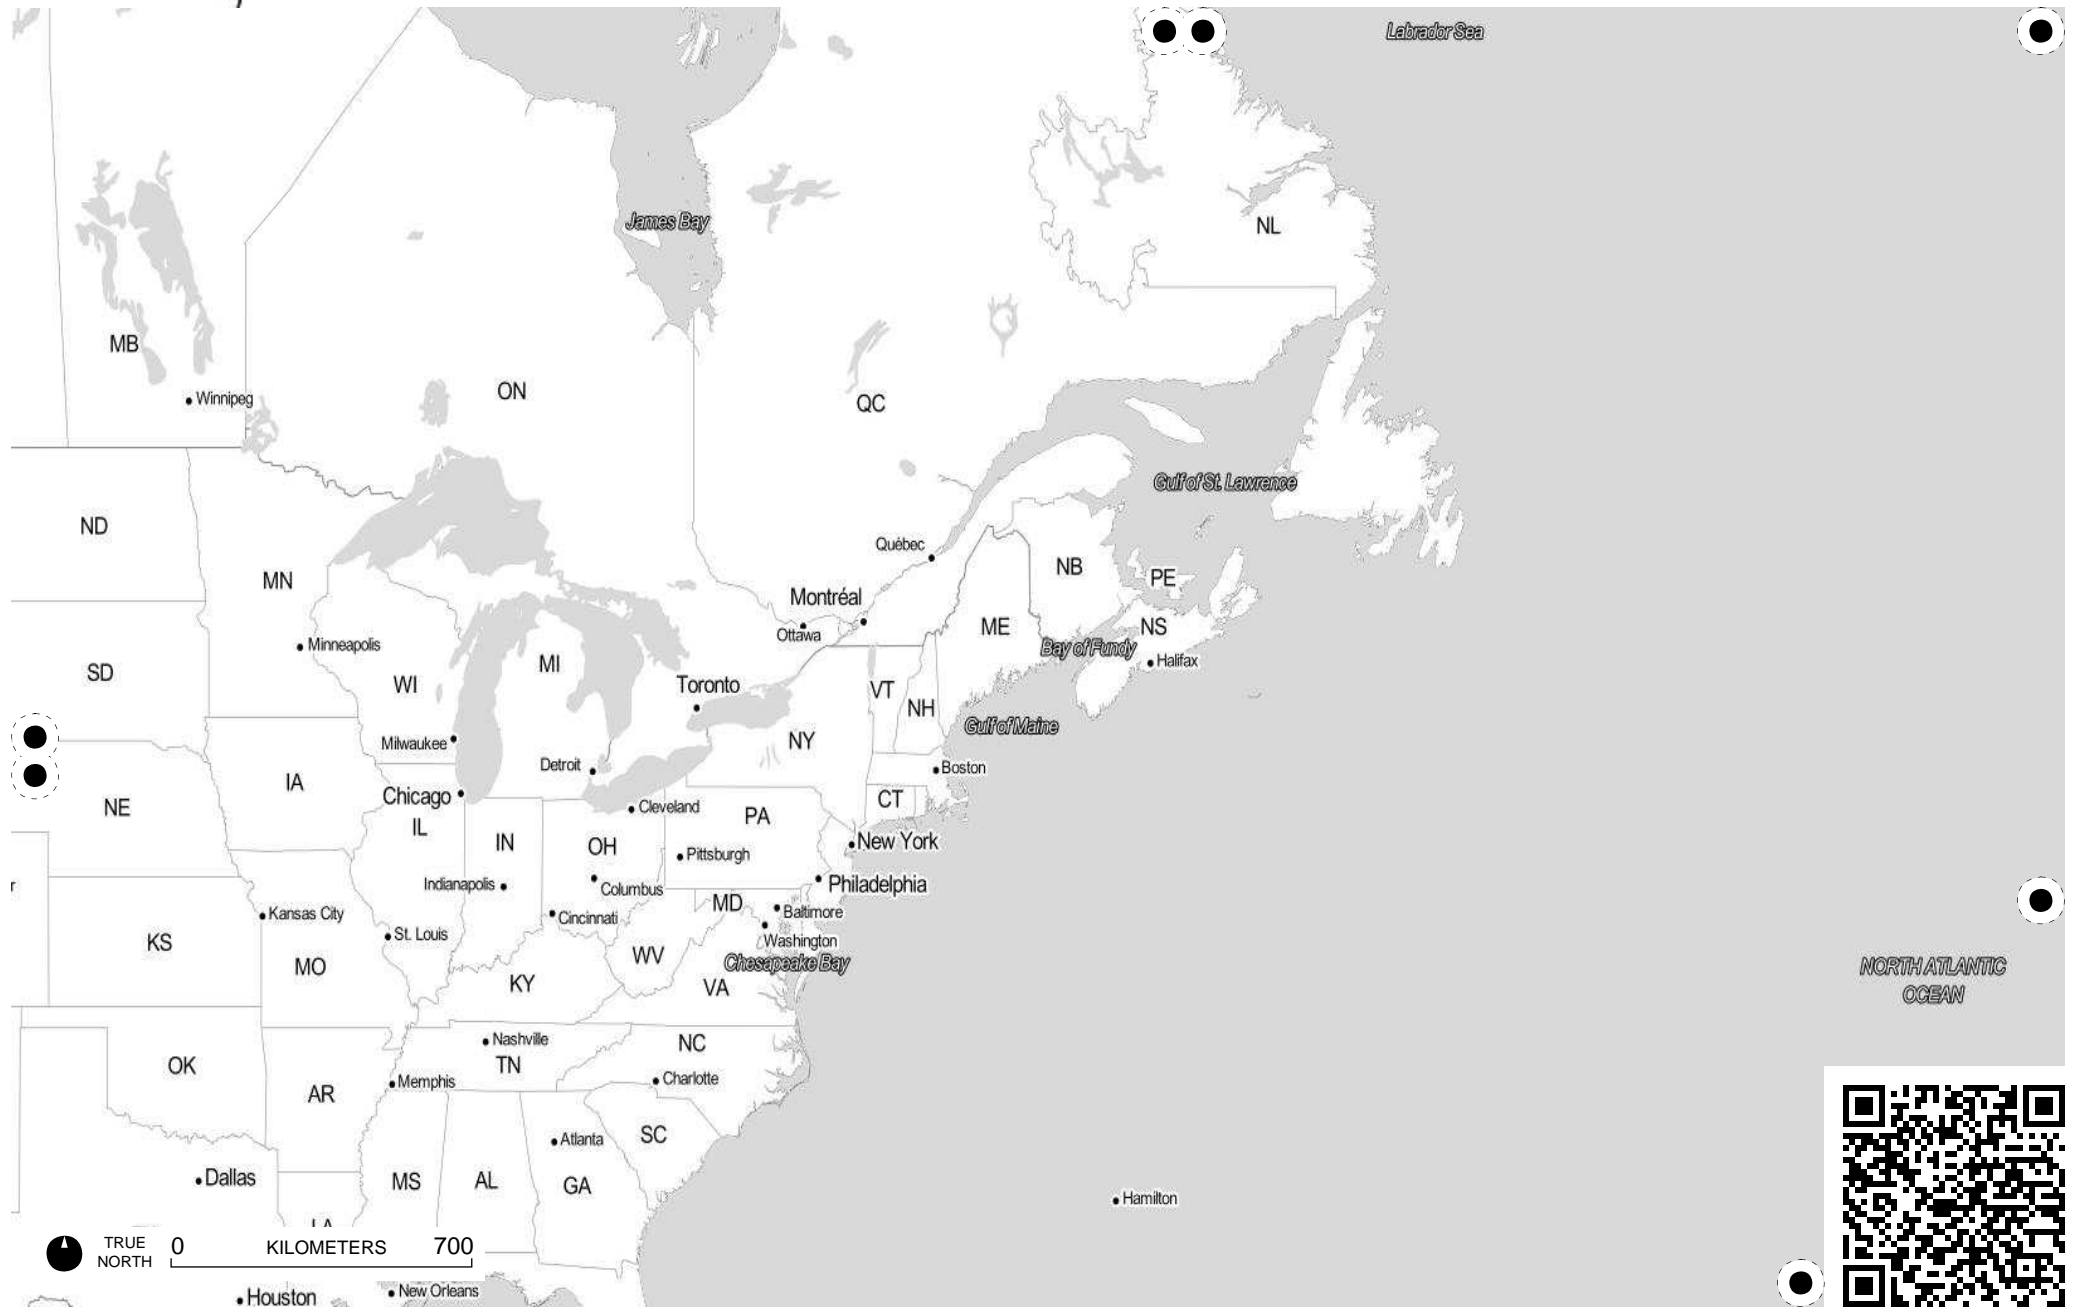 Labrador Sea
James Bay
NL
MB
ON
QC
Winnipeg
Gulf of St. Lawrence
ND
Québec
NB
PE
MN
Montréal
Ottawa
ME
NS
Bay of Fundy
Halifax
Minneapolis
MI
SD
WI
Toronto
VT
NH
Gulf of Maine
Milwaukee
NY
Detroit
Boston
IA
Chicago
CT
NE
Cleveland
PA
IL
IN
OH
New York
Pittsburgh
Indianapolis
Columbus
Philadelphia
MD
Kansas City
Cincinnati
Baltimore
St. Louis
KS
Washington
MO
WV
Chesapeake Bay
NORTH ATLANTIC
OCEAN
KY
VA
Nashville
NC
OK
TN
Memphis
Charlotte
AR
Atlanta
SC
Dallas
MS
AL
GA
Hamilton
TRUE
NORTH
0 KILOMETERS 700
Houston
New Orleans